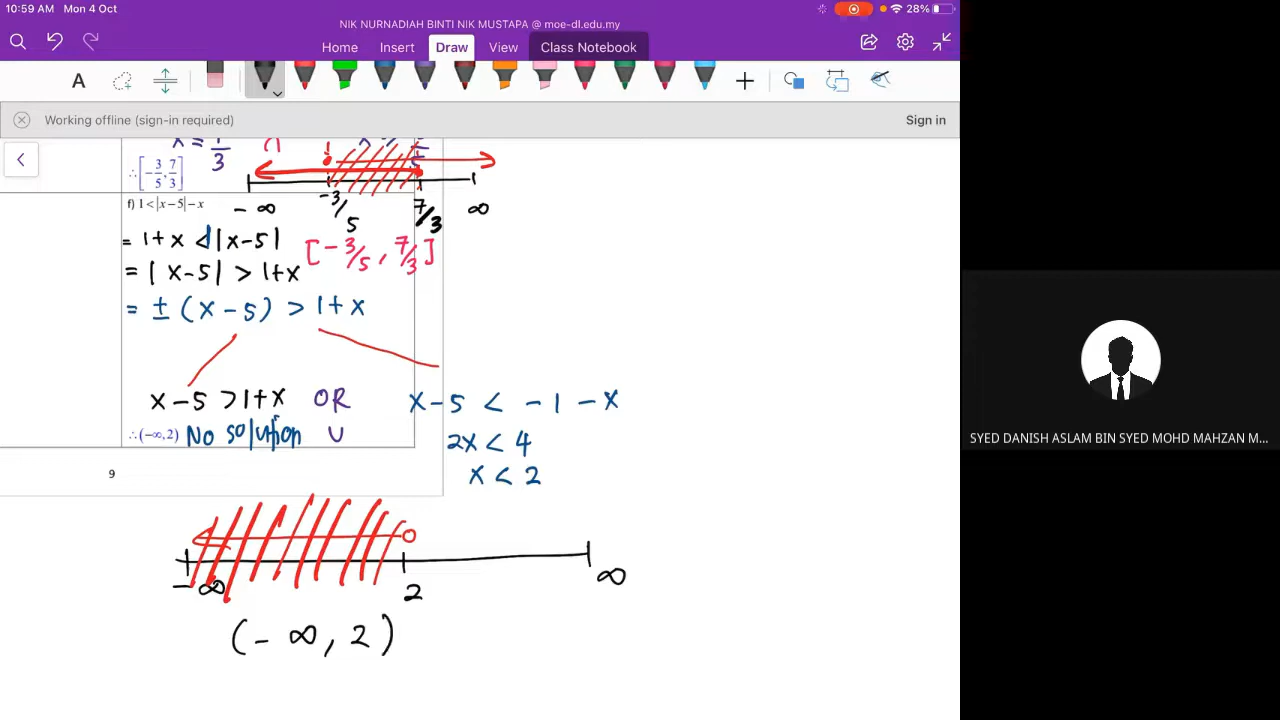 10:59 AM Mon 4 Oct
28%
NIK NURNADIAH BINTI NIK MUSTAPA @ moe-dl.edu.my
Home Insert Draw View Class Notebook
A
Working offline (sign-in required) Sign in
x = 1/3
∴[-3/5, 7/3]
-∞ -3/5 7/3 ∞
f) 1 < |x-5| - x
= 1+x < |x-5|
[-3/5, 7/3]
= |x-5| > 1+x
= ± (x-5) > 1+x
x-5 > 1+x OR x-5 < -1-x
∴(-∞,2) No solution U 2x < 4
x < 2
9
-∞ 2 ∞
(-∞, 2)
SYED DANISH ASLAM BIN SYED MOHD MAHZAN M...